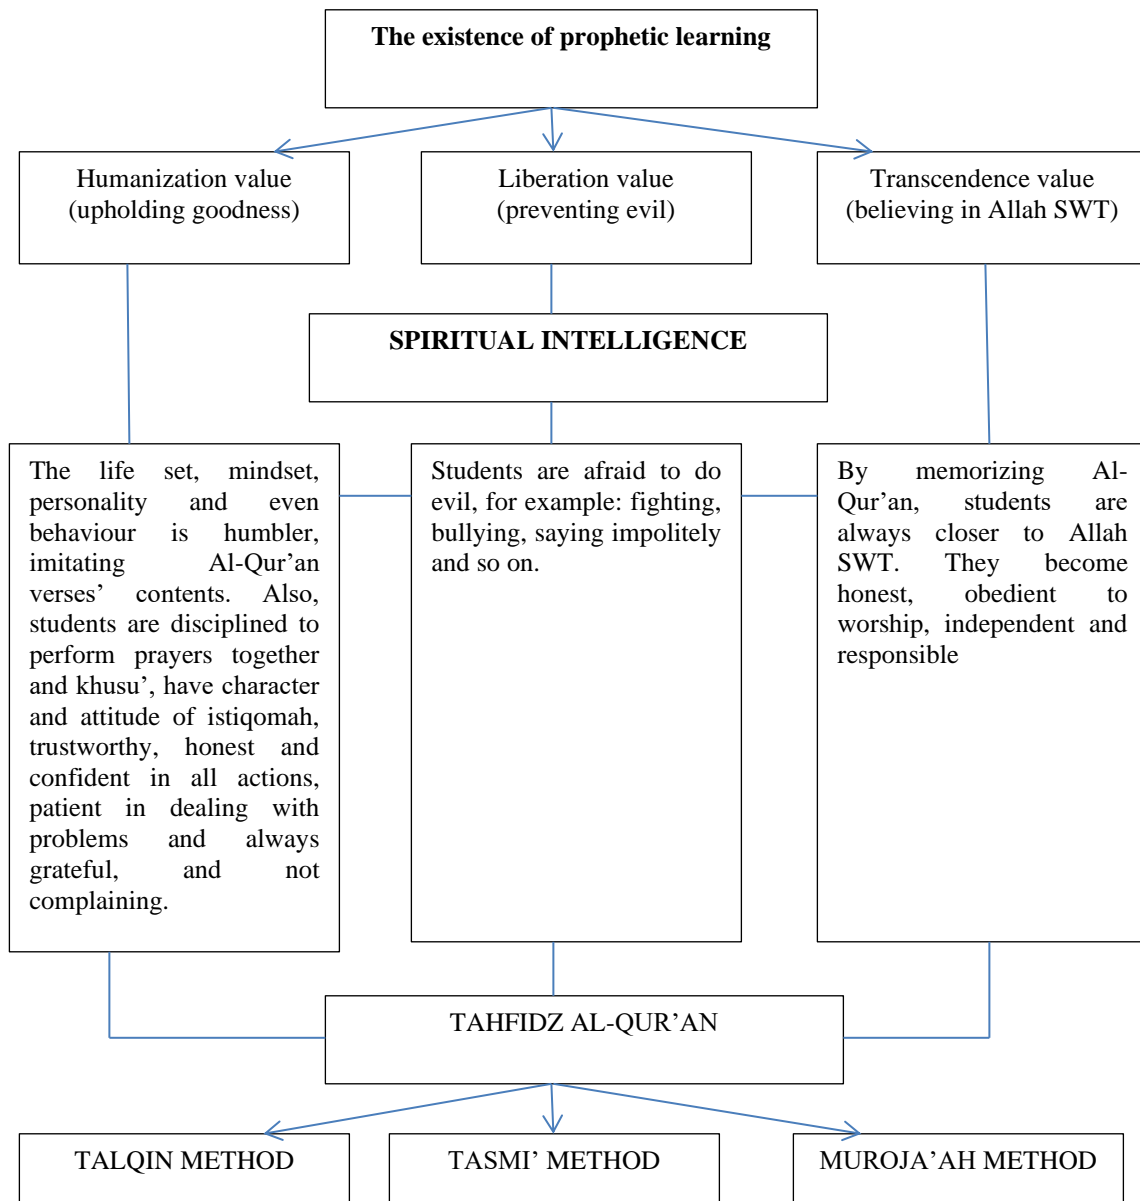 The existence of prophetic learning
Humanization value
(upholding goodness)
Liberation value
(preventing evil)
Transcendence value
(believing in Allah SWT)
SPIRITUAL INTELLIGENCE
The life set, mindset,
personality and even
behaviour is humbler,
imitating Al-Qur’an
verses’ contents. Also,
students are disciplined to
perform prayers together
and khusu’, have character
and attitude of istiqomah,
trustworthy, honest and
confident in all actions,
patient in dealing with
problems and always
grateful, and not
complaining.
Students are afraid to do
evil, for example: fighting,
bullying, saying impolitely
and so on.
By memorizing Al-
Qur’an, students are
always closer to Allah
SWT. They become
honest, obedient to
worship, independent and
responsible
TAHFIDZ AL-QUR’AN
TALQIN METHOD
TASMI’ METHOD
MUROJA’AH METHOD